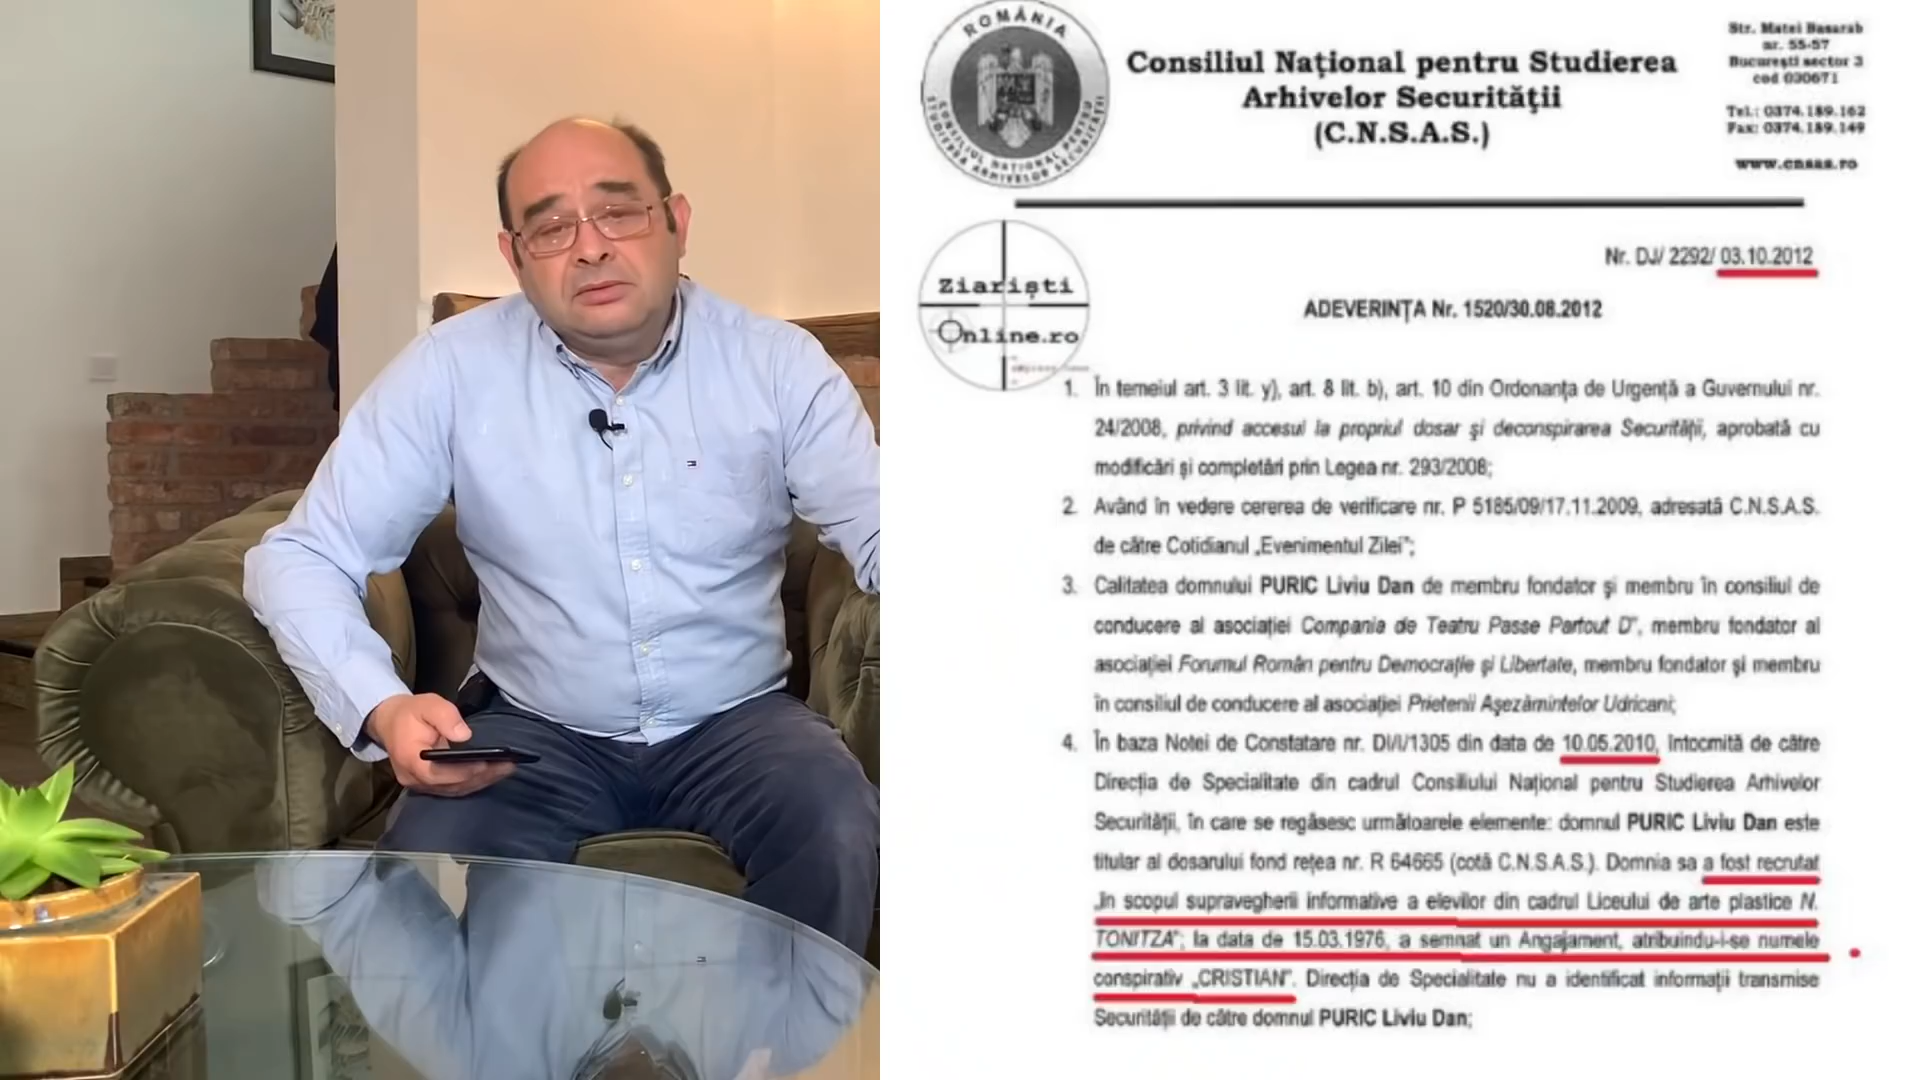 ROMÂNIA
CONSILIUL NAȚIONAL PENTRU STUDIEREA ARHIVELOR SECURITĂȚII
Consiliul Național pentru Studierea
Arhivelor Securității
(C.N.S.A.S.)
Str. Matei Basarab
nr. 55-57
București sector 3
cod 030671
Tel.: 0374.189.162
Fax: 0374.189.149
www.cnsas.ro
Ziariști
Online.ro
Nr. DJ/ 2292/ 03.10.2012
ADEVERINȚA Nr. 1520/30.08.2012
1. În temeiul art. 3 lit. y), art. 8 lit. b), art. 10 din Ordonanța de Urgență a Guvernului nr.
24/2008, privind accesul la propriul dosar și deconspirarea Securității, aprobată cu
modificări și completări prin Legea nr. 293/2008;
2. Având în vedere cererea de verificare nr. P 5185/09/17.11.2009, adresată C.N.S.A.S.
de către Cotidianul „Evenimentul Zilei”;
3. Calitatea domnului PURIC Liviu Dan de membru fondator și membru în consiliul de
conducere al asociației Compania de Teatru Passe Partout D”, membru fondator al
asociației Forumul Român pentru Democrație și Libertate, membru fondator și membru
în consiliul de conducere al asociației Prietenii Așezămintelor Udricani;
4. În baza Notei de Constatare nr. DI/I/1305 din data de 10.05.2010, întocmită de către
Direcția de Specialitate din cadrul Consiliului Național pentru Studierea Arhivelor
Securității, în care se regăsesc următoarele elemente: domnul PURIC Liviu Dan este
titular al dosarului fond rețea nr. R 64665 (cotă C.N.S.A.S.). Domnia sa a fost recrutat
„în scopul supravegherii informative a elevilor din cadrul Liceului de arte plastice N.
TONITZA”; la data de 15.03.1976, a semnat un Angajament, atribuindu-i-se numele
conspirativ „CRISTIAN”. Direcția de Specialitate nu a identificat informații transmise
Securității de către domnul PURIC Liviu Dan;